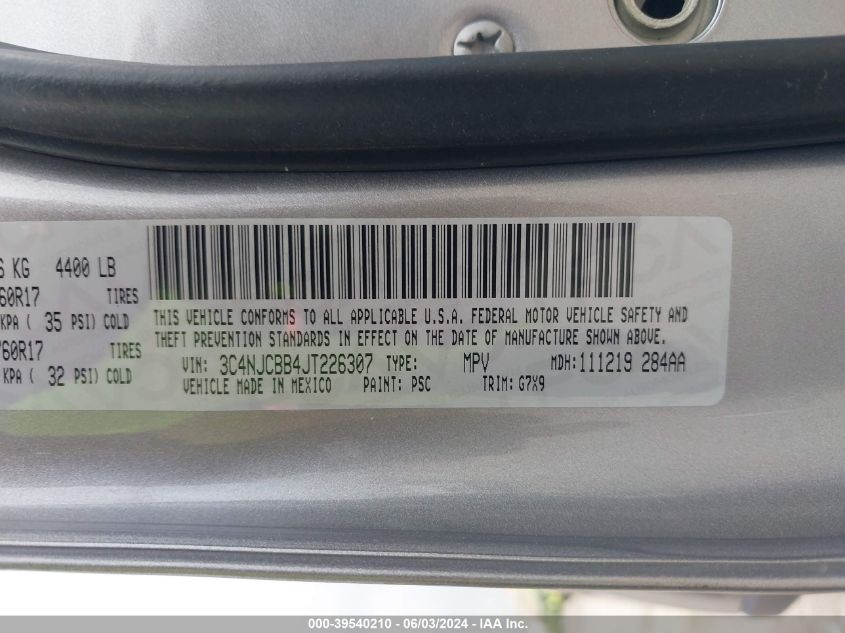 KG 4400 LB
60R17 TIRES
KPA ( 35 PSI) COLD
60R17 TIRES
KPA ( 32 PSI) COLD
THIS VEHICLE CONFORMS TO ALL APPLICABLE U.S.A. FEDERAL MOTOR VEHICLE SAFETY AND
THEFT PREVENTION STANDARDS IN EFFECT ON THE DATE OF MANUFACTURE SHOWN ABOVE.
VIN: 3C4NJCBB4JT226307 TYPE: MPV MDH:111219 284AA
VEHICLE MADE IN MEXICO PAINT: PSC TRIM: G7X9
000-39540210 - 06/03/2024 - IAA Inc.